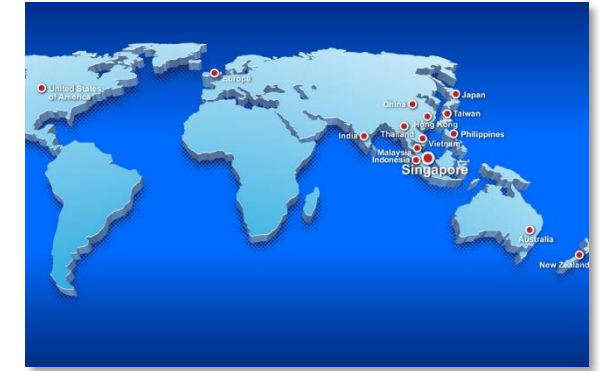 Europe
United States
of America
Japan
China
Taiwan
Hong Kong
Thailand
Philippines
India
Vietnam
Malaysia
Indonesia
Singapore
Australia
New Zealand